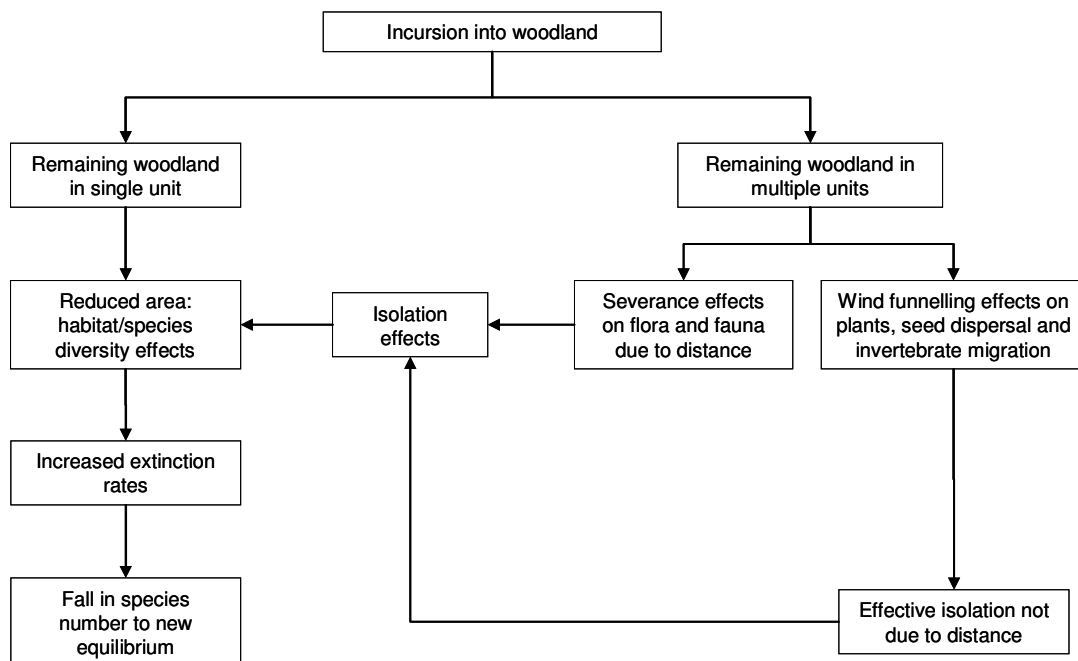 Incursion into woodland
Remaining woodland
in single unit
Remaining woodland in
multiple units
Reduced area:
habitat/species
diversity effects
Isolation
effects
Severance effects
on flora and fauna
due to distance
Wind funnelling effects on
plants, seed dispersal and
invertebrate migration
Increased extinction
rates
Fall in species
number to new
equilibrium
Effective isolation not
due to distance